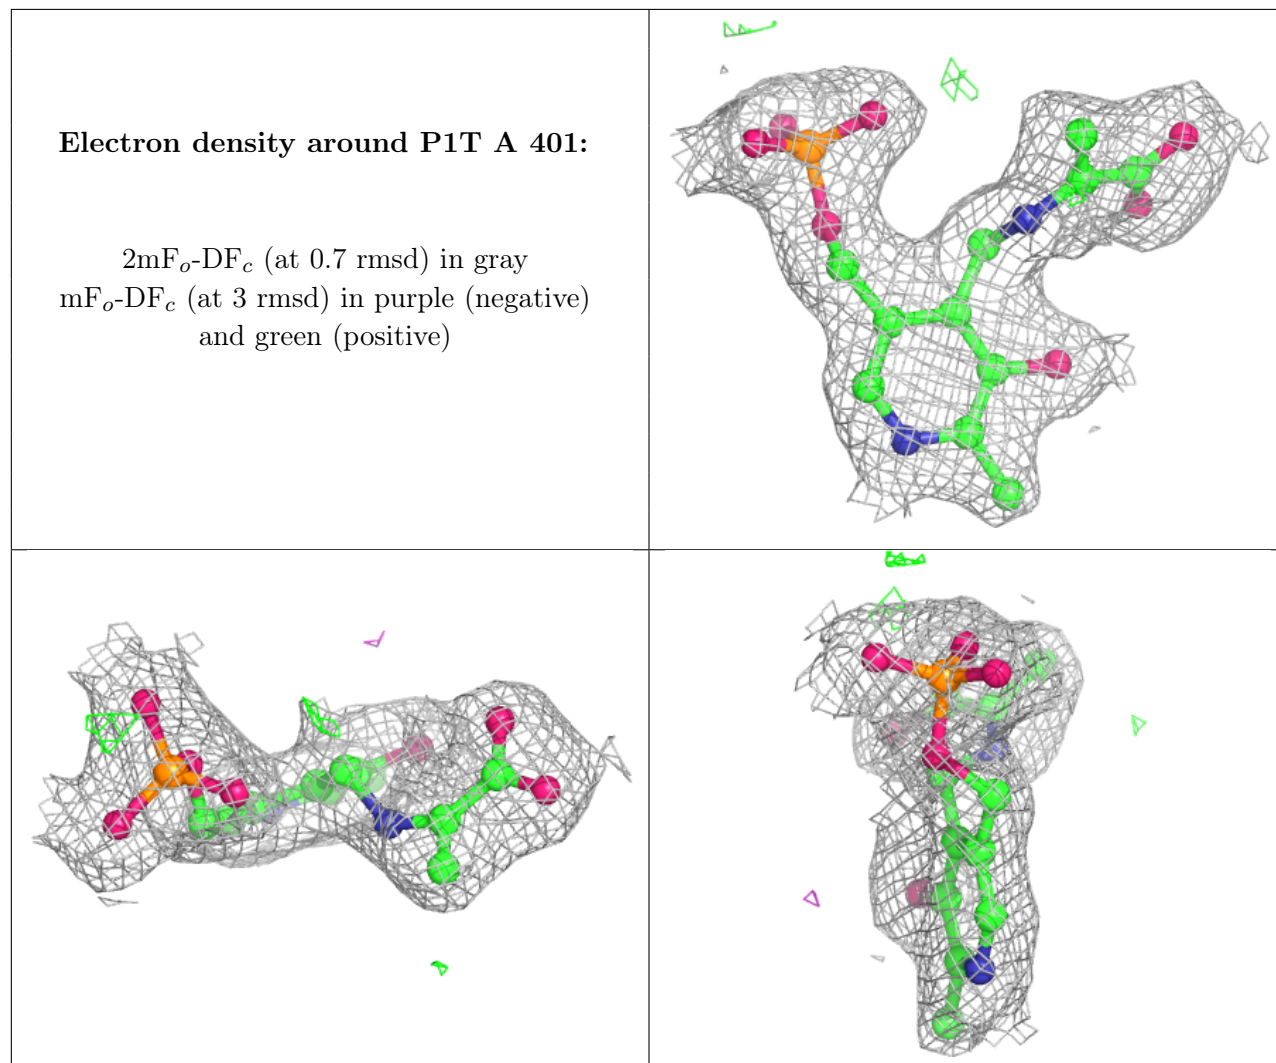 Electron density around P1T A 401:
2mFo-DFc (at 0.7 rmsd) in gray
mFo-DFc (at 3 rmsd) in purple (negative)
and green (positive)